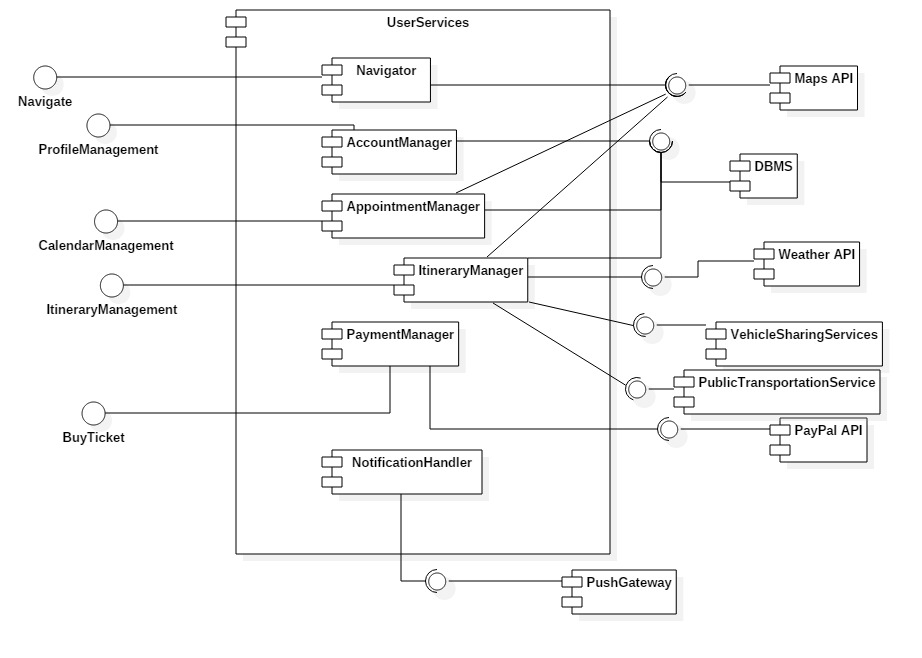 UserServices
Navigator
Maps API
Navigate
AccountManager
ProfileManagement
DBMS
AppointmentManager
CalendarManagement
Weather API
ItineraryManager
ItineraryManagement
PaymentManager
VehicleSharingServices
PublicTransportationService
BuyTicket
PayPal API
NotificationHandler
PushGateway